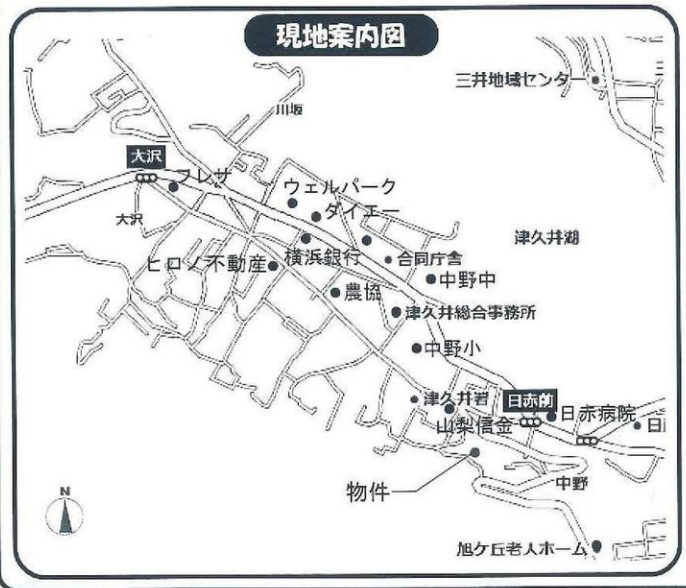 現地案内図
三井地域センター
川坂
大沢
フレサ
ウェルパーク
ダイエー
大沢
津久井湖
横浜銀行
合同庁舎
ヒロノ不動産
中野中
農協
津久井総合事務所
中野小
津久井署
日赤前
日赤病院
山梨信金
物件
中野
N
旭ケ丘老人ホーム